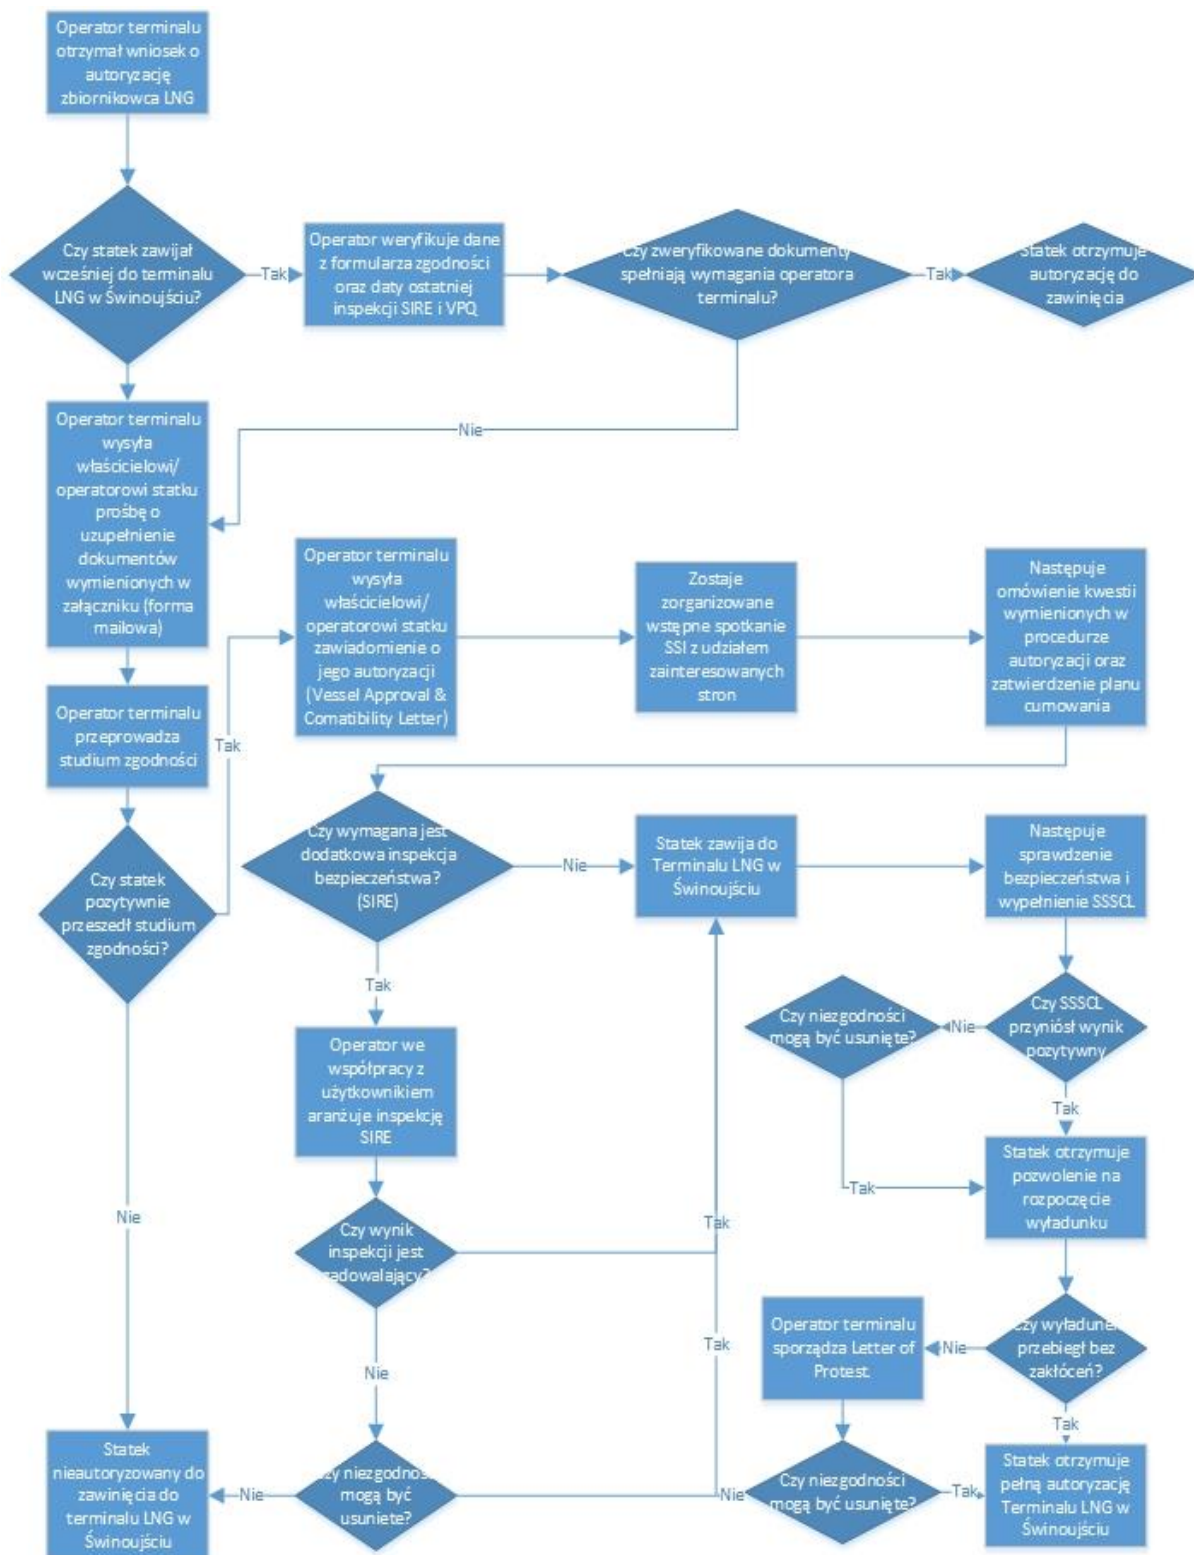 Operator terminalu
otrzymał wniosek o
autoryzację
zbiornikowca LNG
Czy statek zawijał
wcześniej do terminalu
LNG w Świnoujściu?
Tak
Operator weryfikuje dane
z formularza zgodności
oraz daty ostatniej
inspekcji SIRE i VPQ
Czy zweryfikowane dokumenty
spełniają wymagania operatora
terminalu?
Tak
Statek otrzymuje
autoryzację do
zawinięcia
Nie
Operator terminalu
wysyła
właścicielowi/
operatorowi statku
prośbę o
uzupełnienie
dokumentów
wymienionych w
załączniku (forma
mailowa)
Operator terminalu
wysyła
właścicielowi/
operatorowi statku
zawiadomienie o
jego autoryzacji
(Vessel Approval &
Comatibility Letter)
Zostaje
zorganizowane
wstępne spotkanie
SSI z udziałem
zainteresowanych
stron
Następuje
omówienie kwestii
wymienionych w
procedurze
autoryzacji oraz
zatwierdzenie planu
cumowania
Operator terminalu
przeprowadza
studium zgodności
Tak
Czy statek
pozytywnie
przeszedł studium
zgodności?
Czy wymagana jest
dodatkowa inspekcja
bezpieczeństwa?
(SIRE)
Nie
Statek zawija do
Terminalu LNG w
Świnoujściu
Następuje
sprawdzenie
bezpieczeństwa i
wypełnienie SSSCL
Tak
Czy niezgodności
mogą być usunięte?
Nie
Czy SSSCL
przyniósł wynik
pozytywny
Operator we
współpracy z
użytkownikiem
aranżuje inspekcję
SIRE
Tak
Statek otrzymuje
pozwolenie na
rozpoczęcie
wyładunku
Tak
Nie
Czy wynik
inspekcji jest
zadowalający?
Tak
Operator terminalu
sporządza Letter of
Protest.
Nie
Czy wyładunek
przebiegł bez
zakłóceń?
Tak
Nie
Tak
Statek
nieautoryzowany do
zawinięcia do
terminalu LNG w
Świnoujściu
Nie
Czy niezgodności
mogą być
usuniete?
Nie
Czy niezgodności
mogą być usunięte?
Tak
Statek otrzymuje
pełną autoryzację
Terminalu LNG w
Świnoujściu